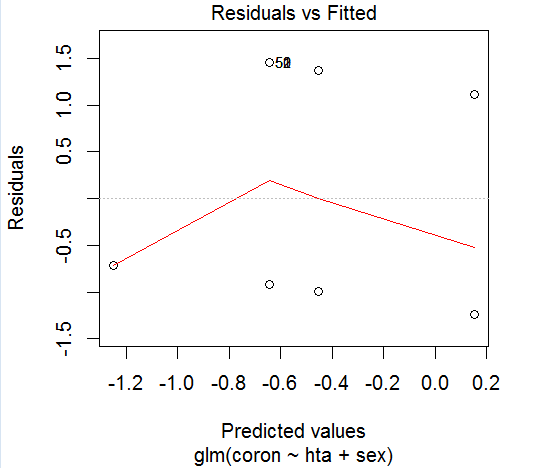 Residuals vs Fitted
Residuals
1.5
1.0
0.5
-0.5
-1.5
-1.2 -1.0 -0.8 -0.6 -0.4 -0.2 0.0 0.2
Predicted values
glm(coron ~ hta + sex)